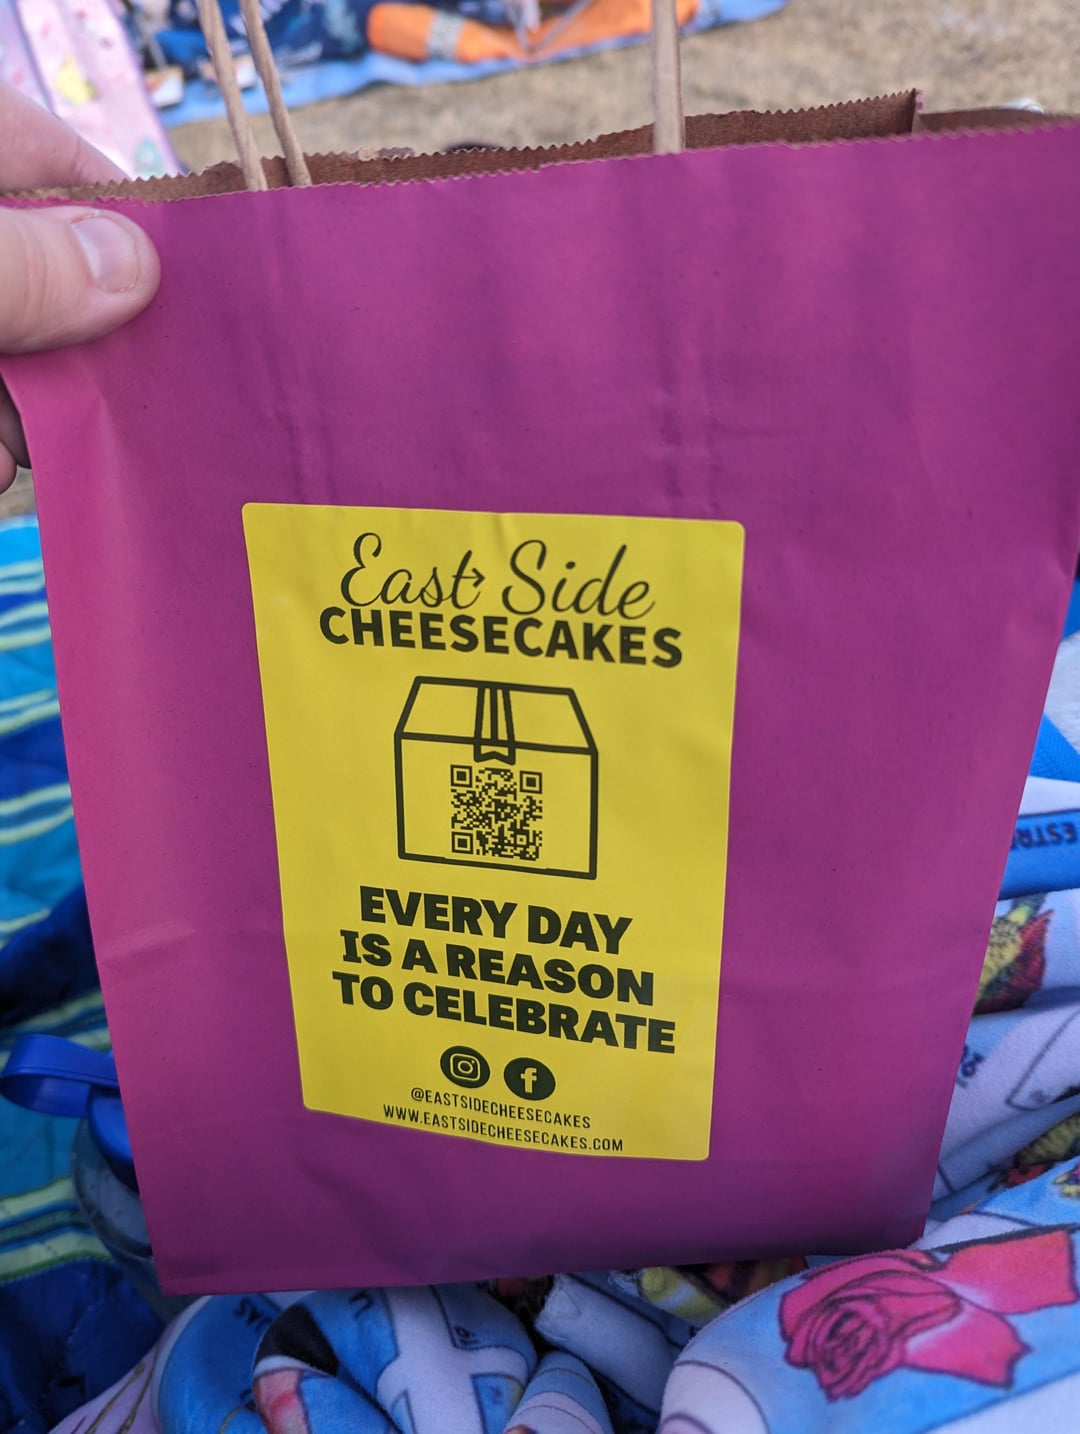 East Side
CHEESECAKES
EVERY DAY
IS A REASON
TO CELEBRATE
@EASTSIDECHEESECAKES
WWW.EASTSIDECHEESECAKES.COM